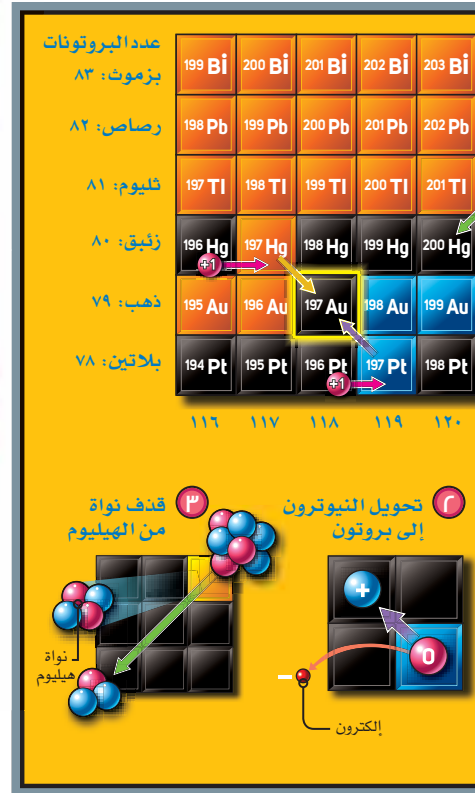 عدد البروتونات
بزموث: ٨٣
199 Bi 200 Bi 201 Bi 202 Bi 203 Bi
رصاص: ٨٢
198 Pb 199 Pb 200 Pb 201 Pb 202 Pb
ثليوم: ٨١
197 Tl 198 Tl 199 Tl 200 Tl 201 Tl
زئبق: ٨٠
196 Hg 197 Hg 198 Hg 199 Hg 200 Hg
+1
ذهب: ٧٩
195 Au 196 Au 197 Au 198 Au 199 Au
بلاتين: ٧٨
194 Pt 195 Pt 196 Pt 197 Pt 198 Pt
+1
١١٦ ١١٧ ١١٨ ١١٩ ١٢٠
٢ تحويل النيوترون
إلى بروتون
+
0
−
إلكترون
٣ قذف نواة
من الهيليوم
نواة
هيليوم